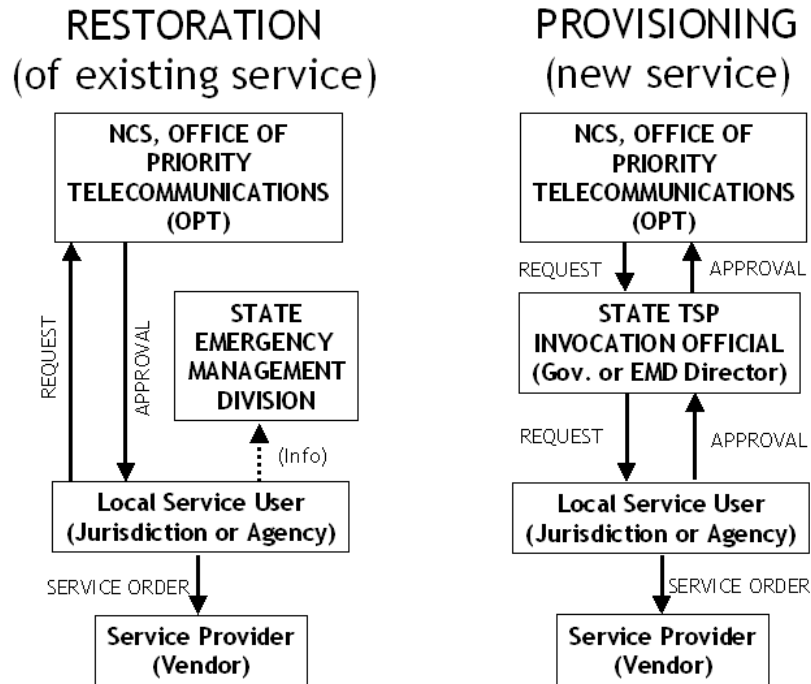 RESTORATION
(of existing service)
NCS, OFFICE OF
PRIORITY
TELECOMMUNICATIONS
(OPT)
REQUEST
APPROVAL
STATE
EMERGENCY
MANAGEMENT
DIVISION
(Info)
Local Service User
(Jurisdiction or Agency)
SERVICE ORDER
Service Provider
(Vendor)
PROVISIONING
(new service)
NCS, OFFICE OF
PRIORITY
TELECOMMUNICATIONS
(OPT)
REQUEST
APPROVAL
STATE TSP
INVOCATION OFFICIAL
(Gov. or EMD Director)
REQUEST
APPROVAL
Local Service User
(Jurisdiction or Agency)
SERVICE ORDER
Service Provider
(Vendor)